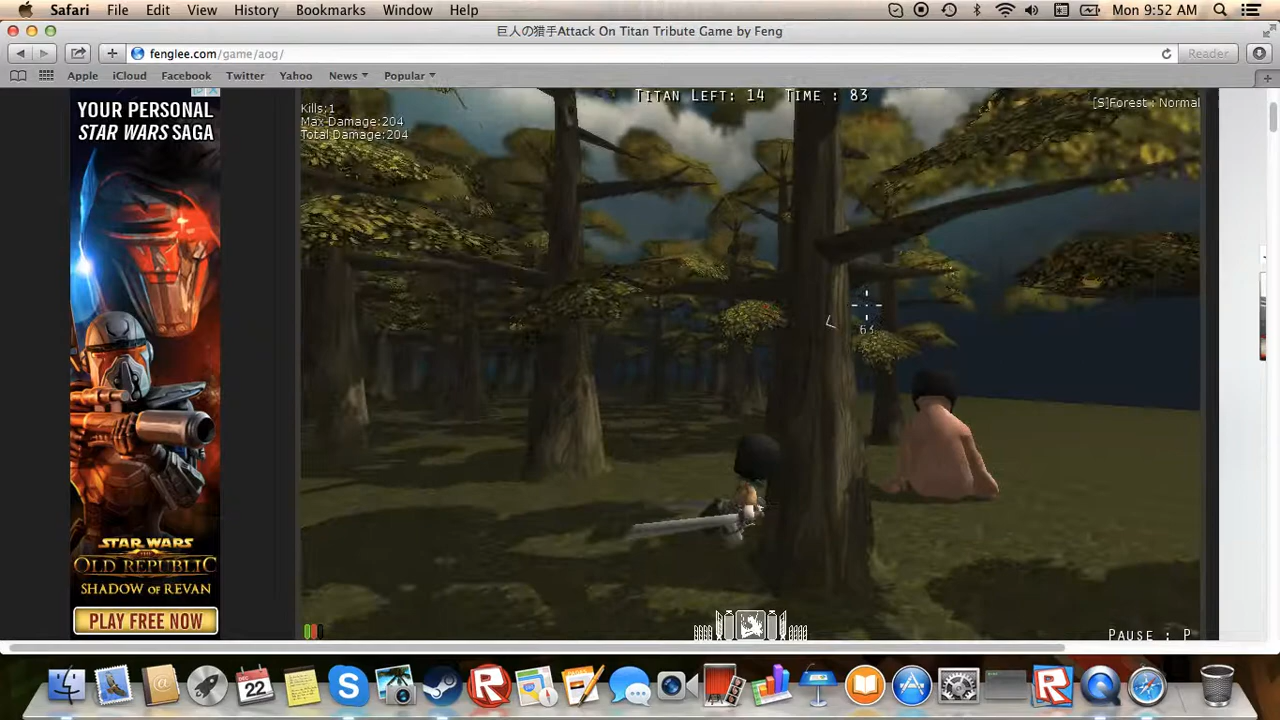 Safari File Edit View History Bookmarks Window Help
Mon 9:52 AM
巨人の猎手Attack On Titan Tribute Game by Feng
fenglee.com/game/aog/
Reader
Apple iCloud Facebook Twitter Yahoo News Popular
YOUR PERSONAL
STAR WARS SAGA
STAR WARS
THE
OLD REPUBLIC
SHADOW OF REVAN
PLAY FREE NOW
Kills:1
Max Damage:204
Total Damage:204
TITAN LEFT: 14 TIME : 83
[S]Forest : Normal
63
PAUSE : P
DEC
22